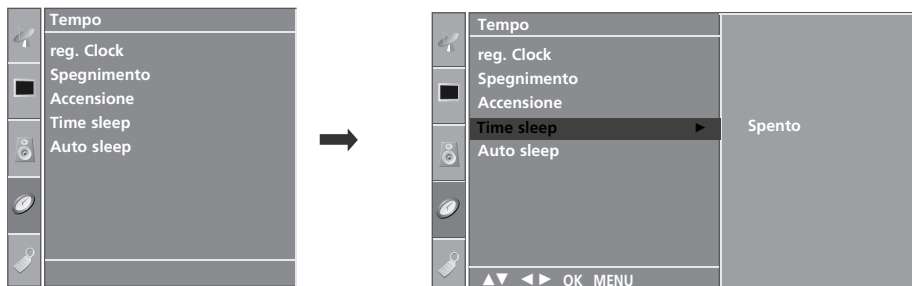 Tempo
reg. Clock
Spegnimento
Accensione
Time sleep
Auto sleep
Tempo
reg. Clock
Spegnimento
Accensione
Time sleep ► Spento
Auto sleep
▲▼ ◄► OK MENU